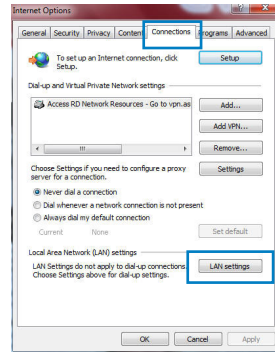 Internet Options
General Security Privacy Content Connections Programs Advanced
To set up an Internet connection, click
Setup.
Setup
Dial-up and Virtual Private Network settings
Access RD Network Resources - Go to vpn.as
Add...
Add VPN...
Remove...
Choose Settings if you need to configure a proxy
server for a connection.
Settings
Never dial a connection
Dial whenever a network connection is not present
Always dial my default connection
Current None
Set default
Local Area Network (LAN) settings
LAN Settings do not apply to dial-up connections.
Choose Settings above for dial-up settings.
LAN settings
OK Cancel Apply